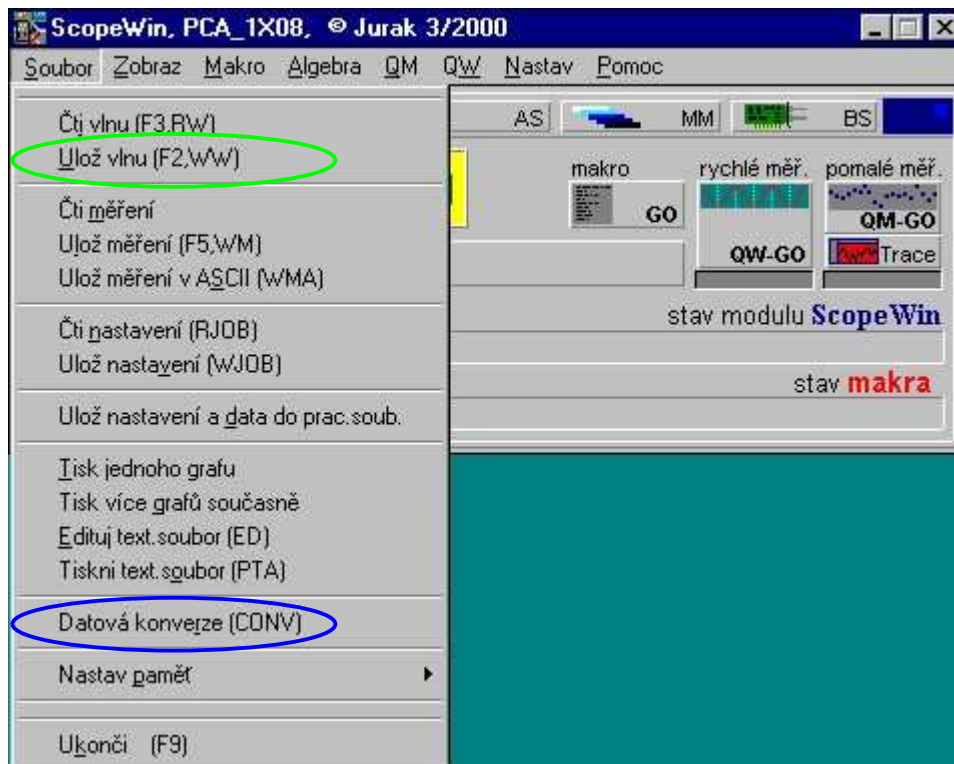 ScopeWin, PCA_1X08, © Jurak 3/2000
Soubor Zobraz Makro Algebra QM QW Nastav Pomoc
Čti vlnu (F3,RW)
Ulož vlnu (F2,WW)
Čti měření
Ulož měření (F5,WM)
Ulož měření v ASCII (WMA)
Čti nastavení (RJOB)
Ulož nastavení (WJOB)
Ulož nastavení a data do prac.soub.
Tisk jednoho grafu
Tisk více grafů současně
Edituj text.soubor (ED)
Tiskni text.soubor (PTA)
Datová konverze (CONV)
Nastav paměť
Ukonči (F9)
AS MM BS
makro rychlé měř. pomalé měř.
GO QW-GO QM-GO
Trace
stav modulu ScopeWin
stav makra